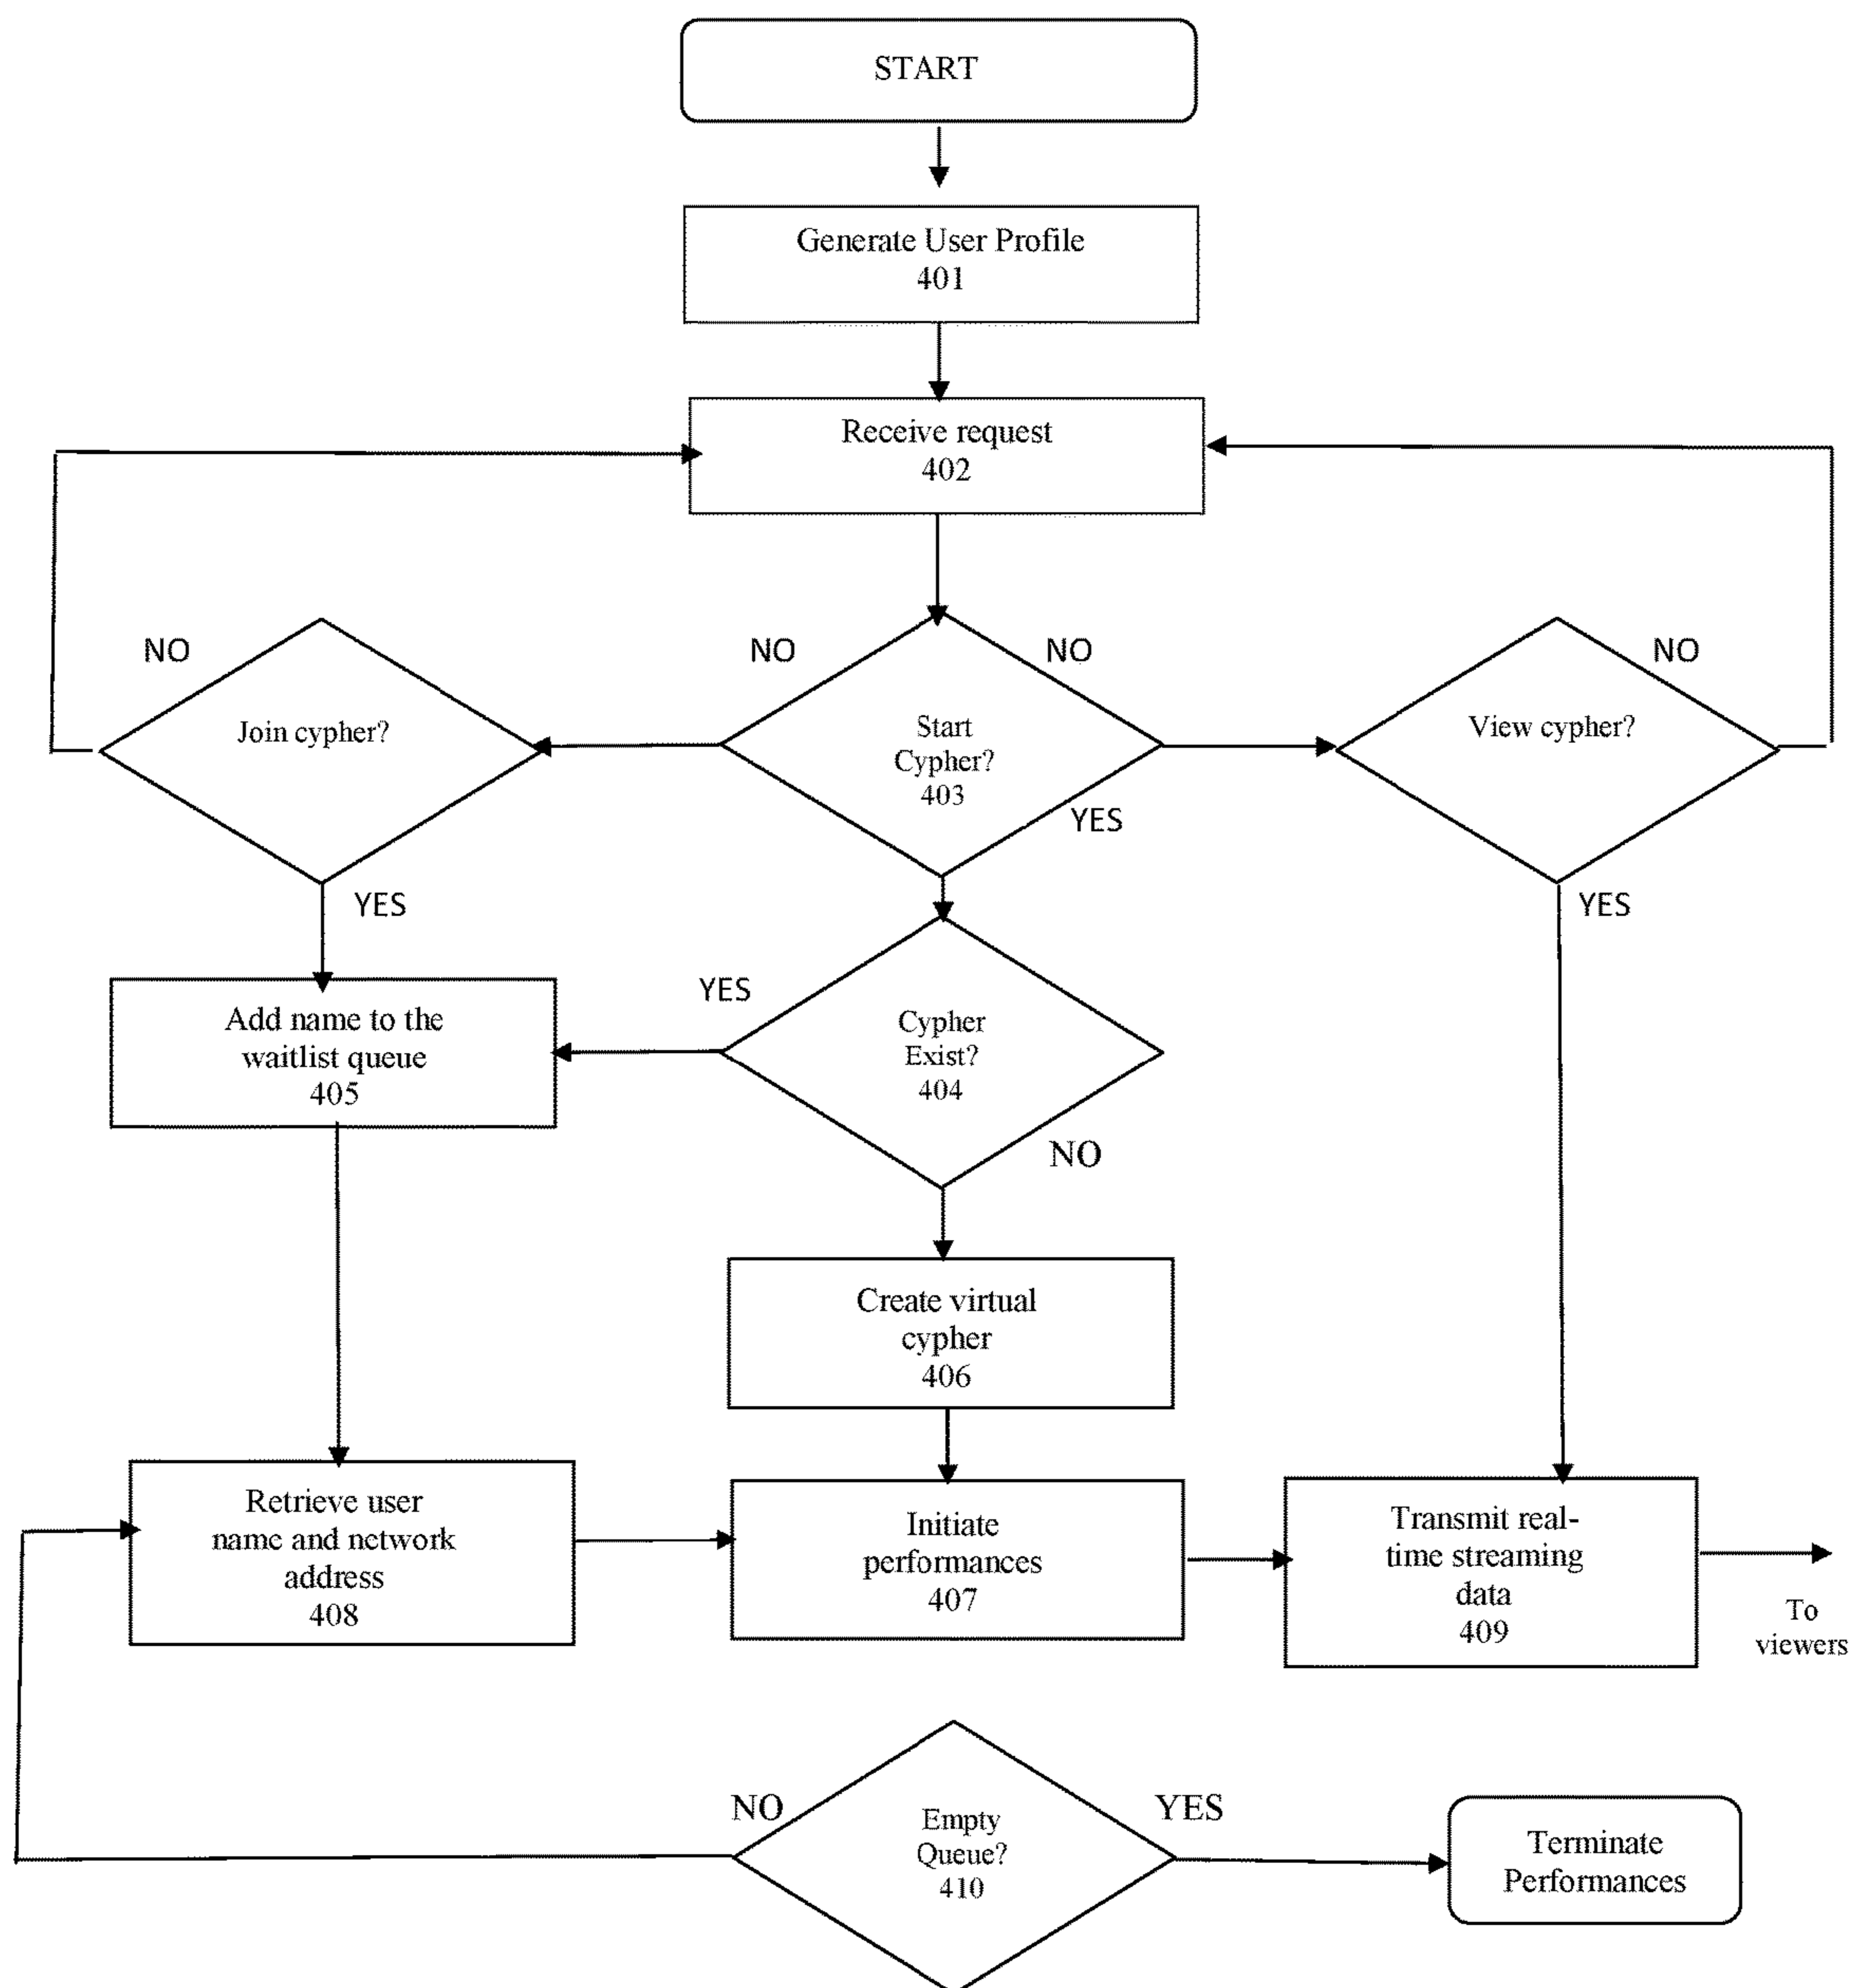 START
Generate User Profile
401
Receive request
402
NO
NO
NO
NO
Join cypher?
Start
Cypher?
403
View cypher?
YES
YES
YES
YES
Add name to the
waitlist queue
405
Cypher
Exist?
404
NO
Create virtual
cypher
406
Retrieve user
name and network
address
408
Initiate
performances
407
Transmit real-
time streaming
data
409
To
viewers
NO
YES
Empty
Queue?
410
Terminate
Performances